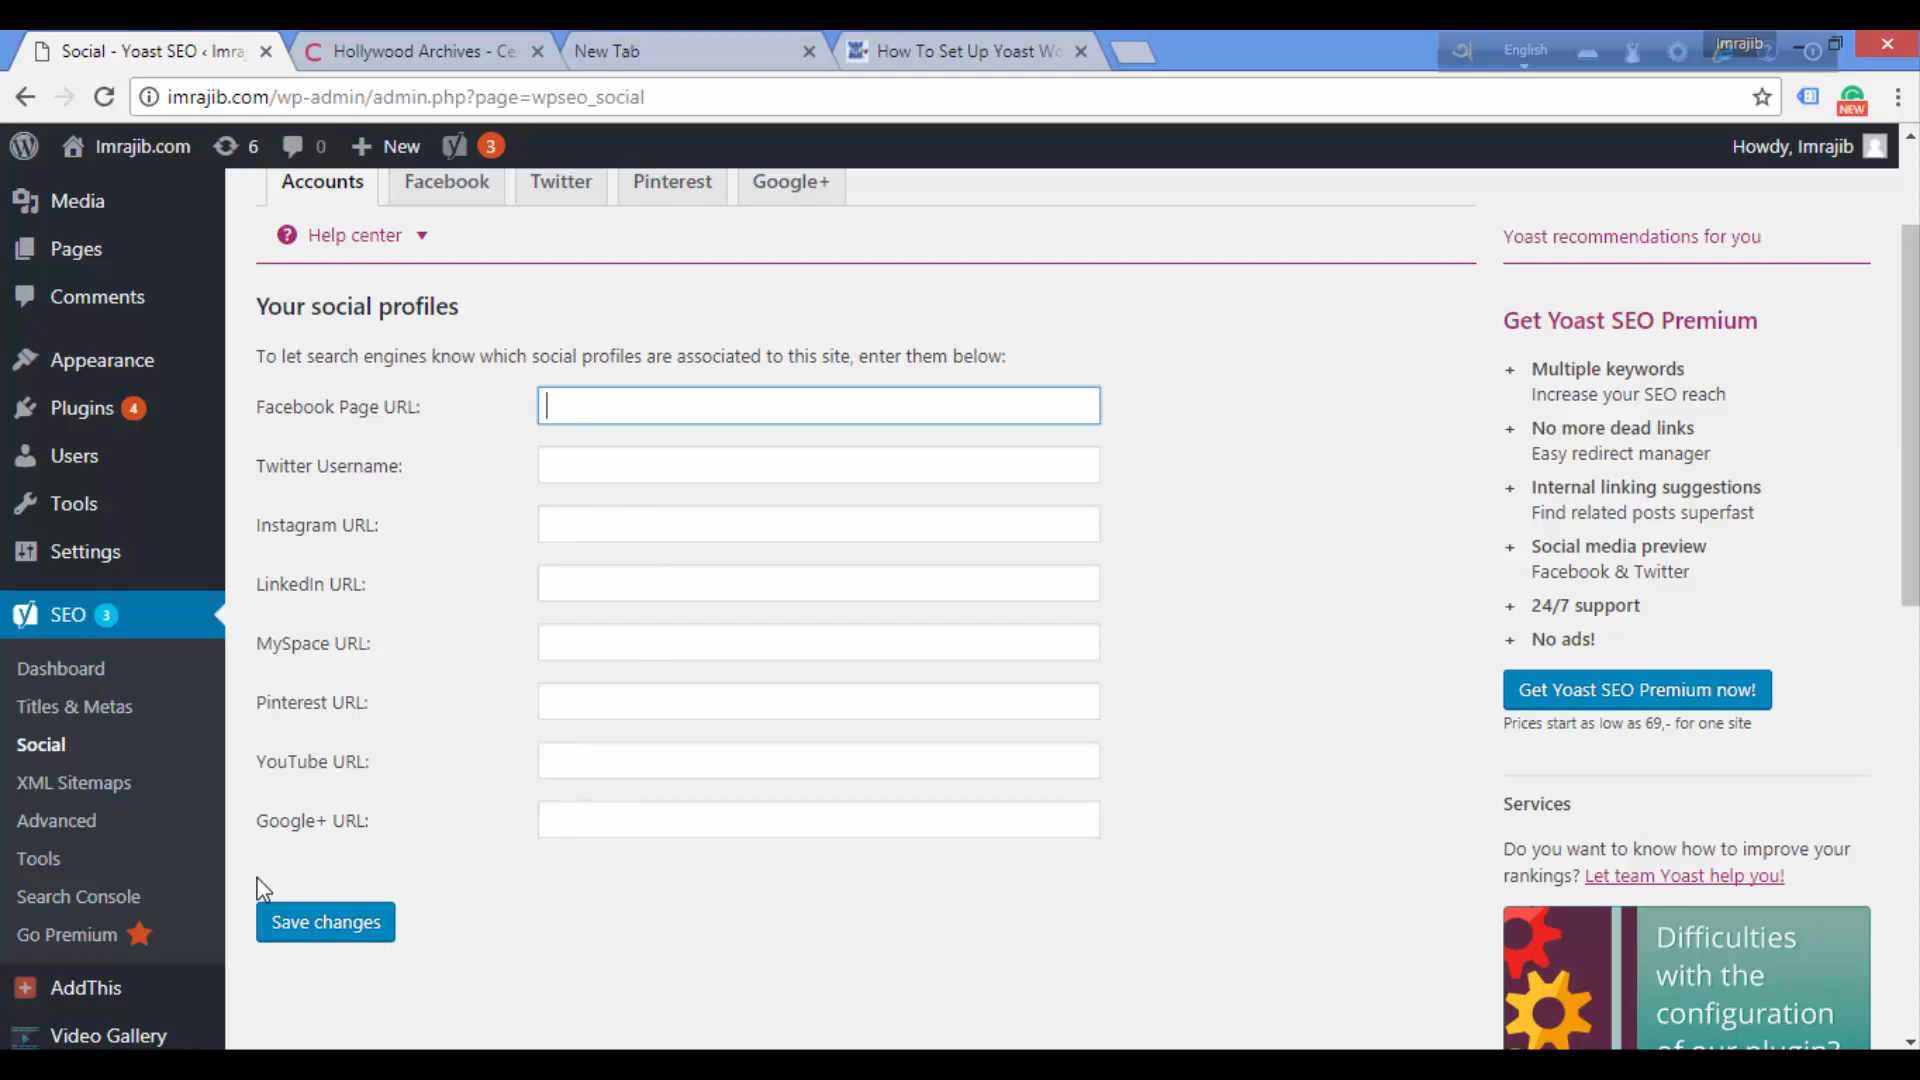 Social - Yoast SEO ‹ Imra
Hollywood Archives - Ce
New Tab
How To Set Up Yoast Wo
English
Imrajib
imrajib.com/wp-admin/admin.php?page=wpseo_social
NEW
Imrajib.com
6
0
New
3
Howdy, Imrajib
Media
Pages
Comments
Appearance
Plugins 4
Users
Tools
Settings
SEO 3
Dashboard
Titles & Metas
Social
XML Sitemaps
Advanced
Tools
Search Console
Go Premium
AddThis
Video Gallery
Accounts
Facebook
Twitter
Pinterest
Google+
Help center
Your social profiles
To let search engines know which social profiles are associated to this site, enter them below:
Facebook Page URL:
Twitter Username:
Instagram URL:
LinkedIn URL:
MySpace URL:
Pinterest URL:
YouTube URL:
Google+ URL:
Save changes
Yoast recommendations for you
Get Yoast SEO Premium
+ Multiple keywords
Increase your SEO reach
+ No more dead links
Easy redirect manager
+ Internal linking suggestions
Find related posts superfast
+ Social media preview
Facebook & Twitter
+ 24/7 support
+ No ads!
Get Yoast SEO Premium now!
Prices start as low as 69,- for one site
Services
Do you want to know how to improve your
rankings? Let team Yoast help you!
Difficulties
with the
configuration
of our plugin?